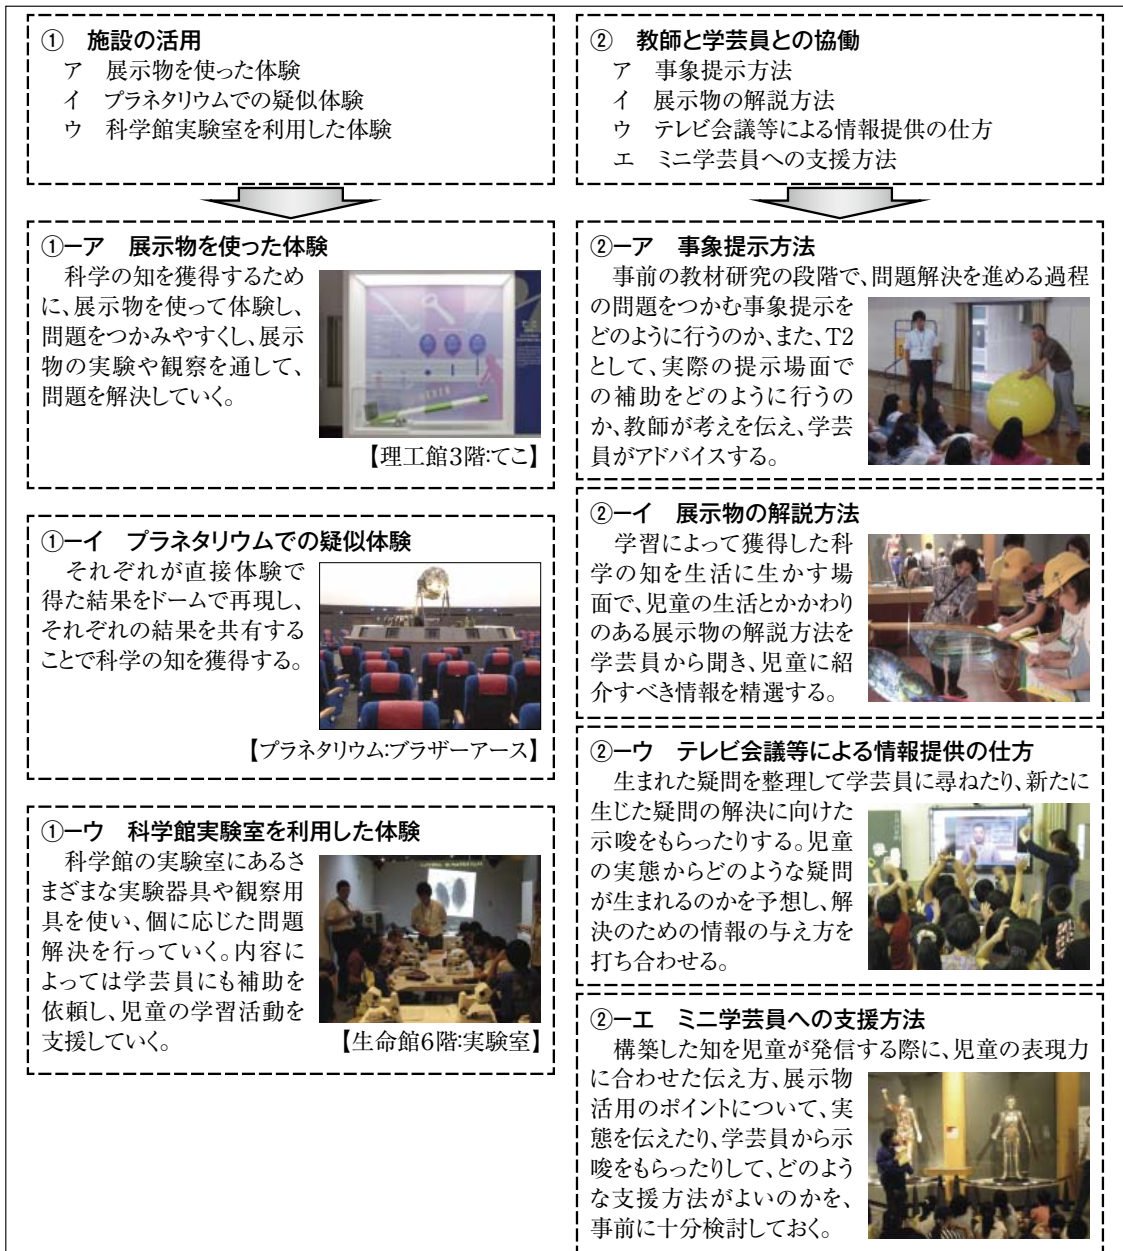 ① 施設の活用
ア 展示物を使った体験
イ プラネタリウムでの疑似体験
ウ 科学館実験室を利用した体験
② 教師と学芸員との協働
ア 事象提示方法
イ 展示物の解説方法
ウ テレビ会議等による情報提供の仕方
エ ミニ学芸員への支援方法
①ーア 展示物を使った体験
科学の知を獲得するため
に、展示物を使って体験し、
問題をつかみやすくし、展示
物の実験や観察を通して、
問題を解決していく。
【理工館3階:てこ】
①ーイ プラネタリウムでの疑似体験
それぞれが直接体験で
得た結果をドームで再現し、
それぞれの結果を共有する
ことで科学の知を獲得する。
【プラネタリウム:ブラザーアース】
①ーウ 科学館実験室を利用した体験
科学館の実験室にあるさ
まざまな実験器具や観察用
具を使い、個に応じた問題
解決を行っていく。内容に
よっては学芸員にも補助を
依頼し、児童の学習活動を
支援していく。
【生命館6階:実験室】
②ーア 事象提示方法
事前の教材研究の段階で、問題解決を進める過程
の問題をつかむ事象提示を
どのように行うのか、また、T2
として、実際の提示場面で
の補助をどのように行うの
か、教師が考えを伝え、学芸
員がアドバイスする。
②ーイ 展示物の解説方法
学習によって獲得した科
学の知を生活に生かす場
面で、児童の生活とかかわり
のある展示物の解説方法を
学芸員から聞き、児童に紹
介すべき情報を精選する。
②ーウ テレビ会議等による情報提供の仕方
生まれた疑問を整理して学芸員に尋ねたり、新たに
生じた疑問の解決に向けた
示唆をもらったりする。児童
の実態からどのような疑問
が生まれるのかを予想し、解
決のための情報の与え方を
打ち合わせる。
②ーエ ミニ学芸員への支援方法
構築した知を児童が発信する際に、児童の表現力
に合わせた伝え方、展示物
活用のポイントについて、実
態を伝えたり、学芸員から示
唆をもらったりして、どのよう
な支援方法がよいのかを、
事前に十分検討しておく。